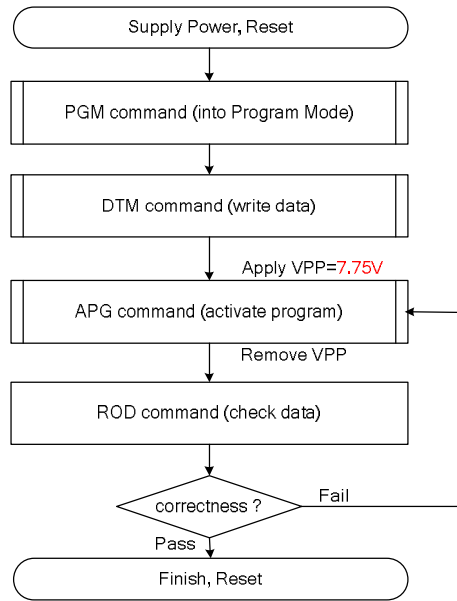 Supply Power, Reset
PGM command (into Program Mode)
DTM command (write data)
Apply VPP=7.75V
APG command (activate program)
Remove VPP
ROD command (check data)
correctness ?
Fail
Pass
Finish, Reset